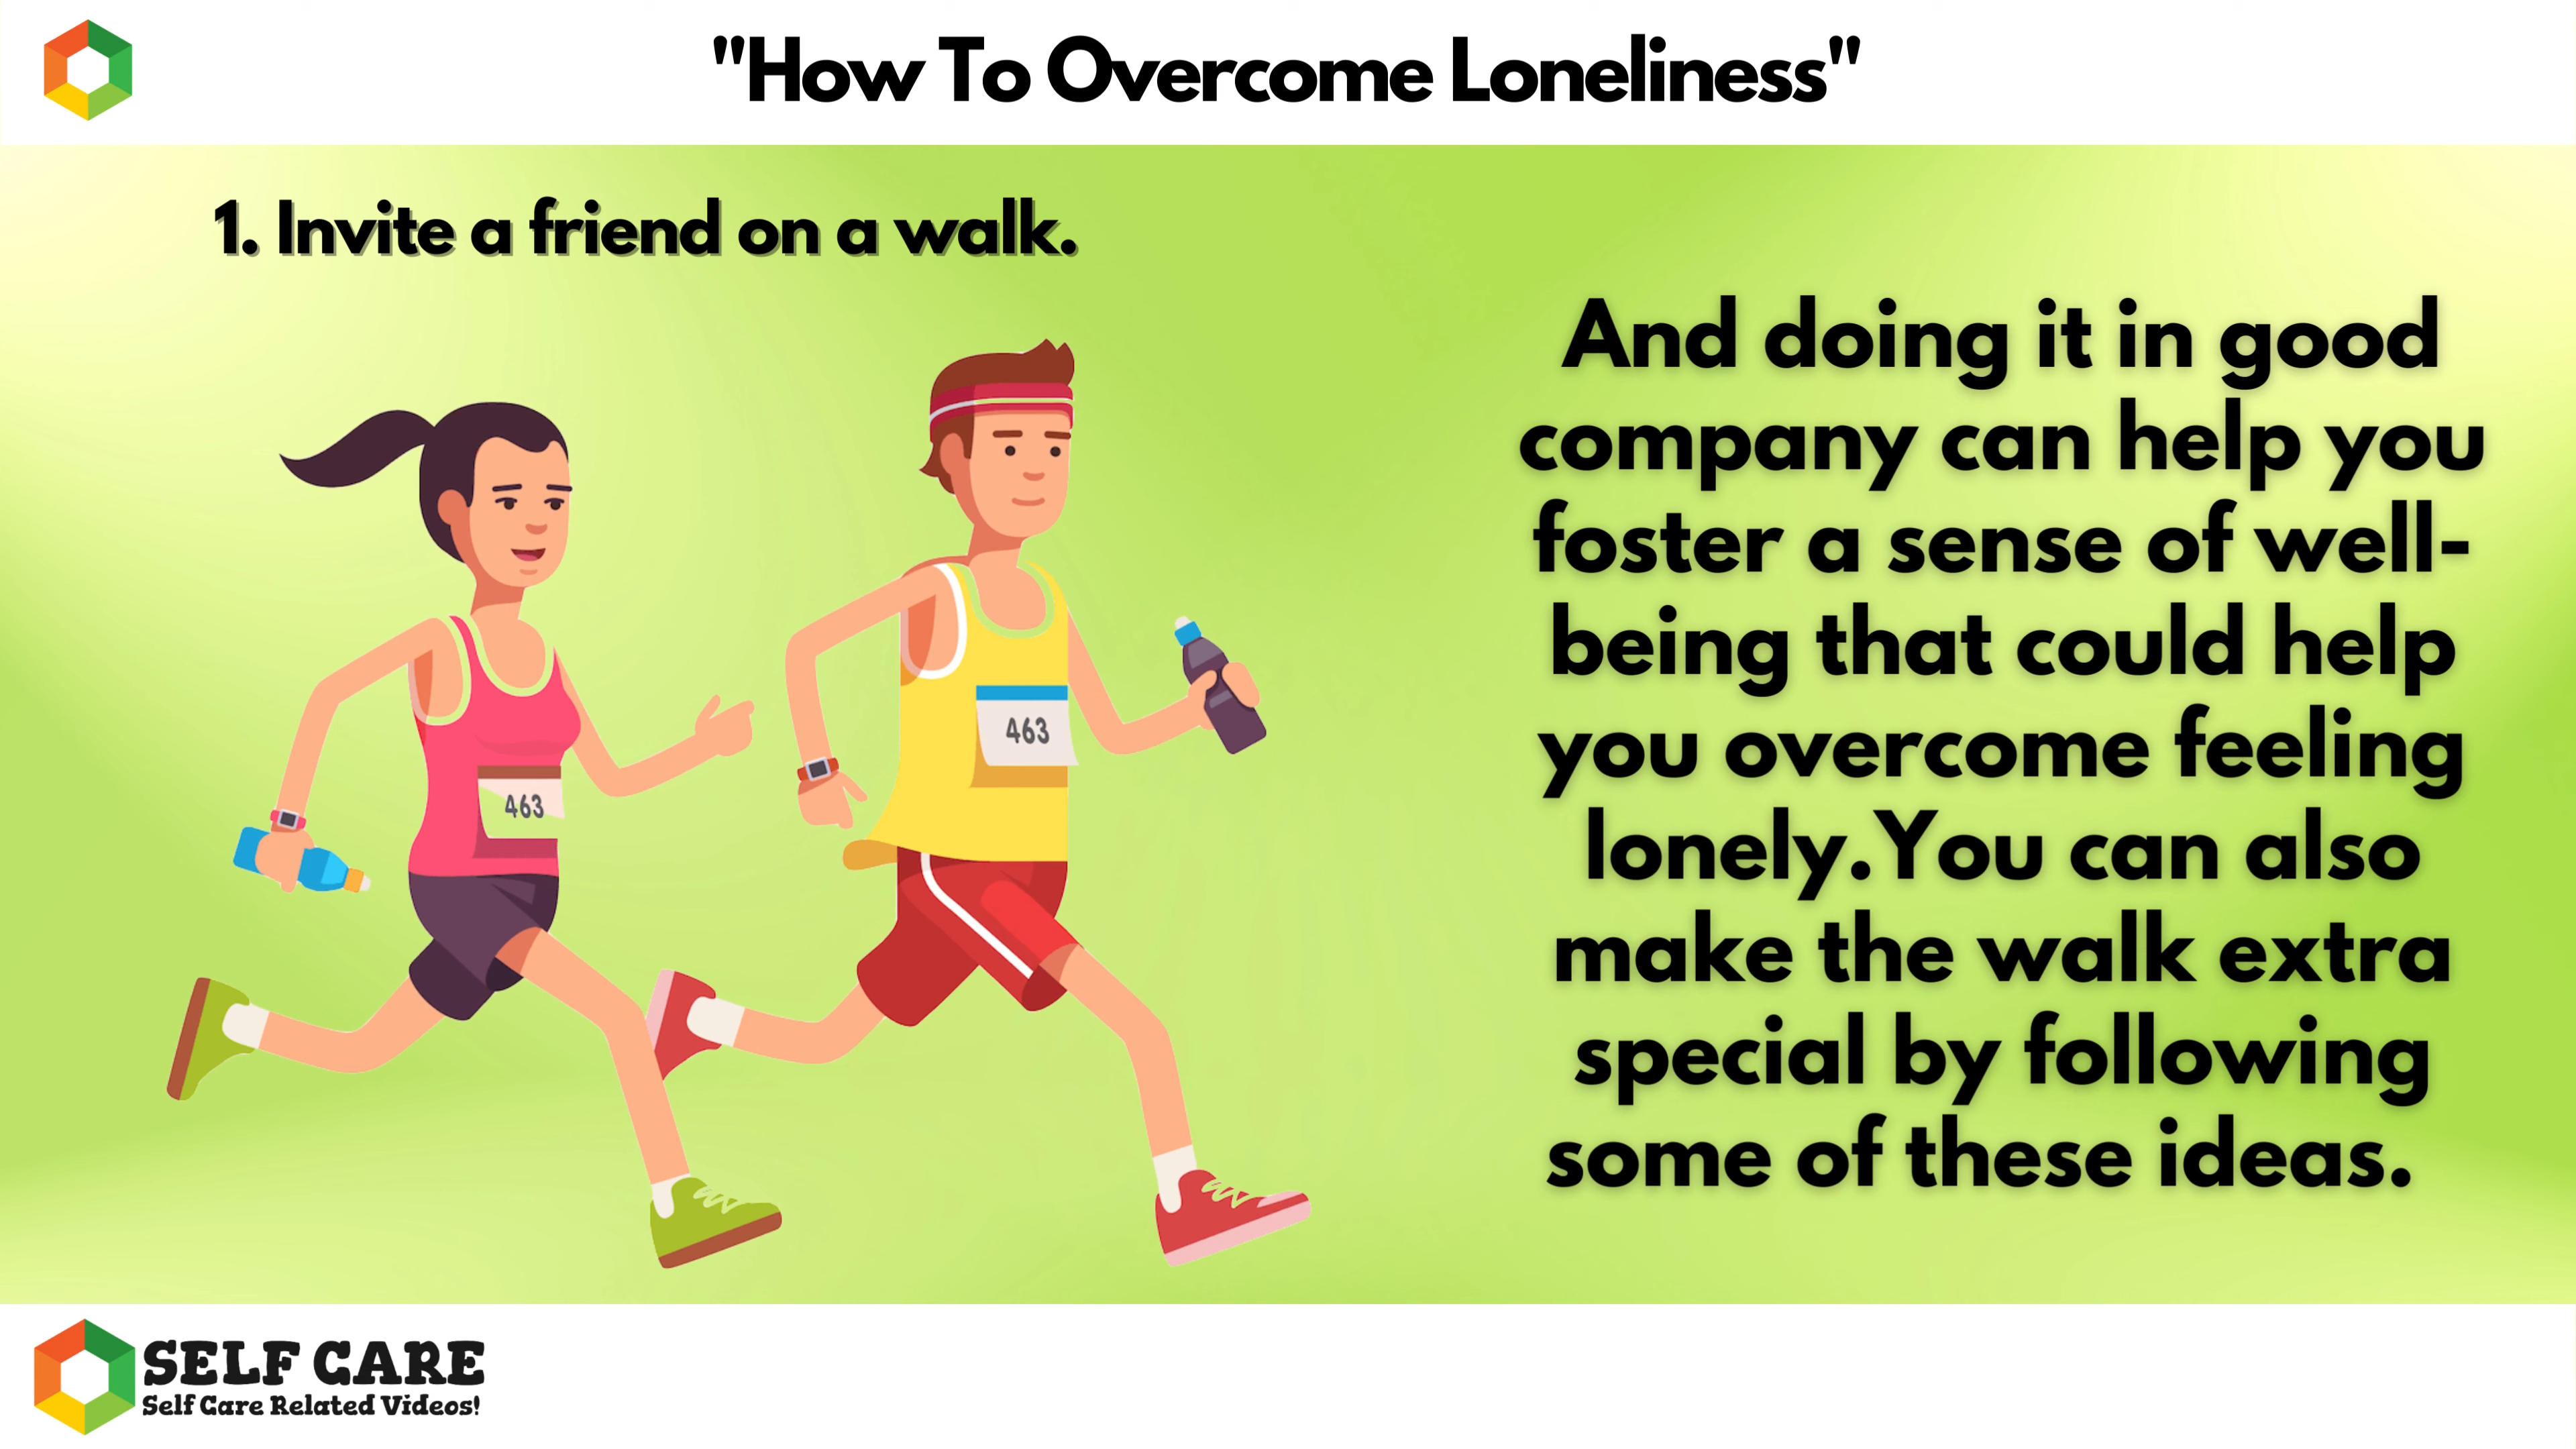 "How To Overcome Loneliness"
1. Invite a friend on a walk.
And doing it in good
company can help you
foster a sense of well-
being that could help
you overcome feeling
lonely.You can also
make the walk extra
special by following
some of these ideas.
463
463
SELF CARE
Self Care Related Videos!